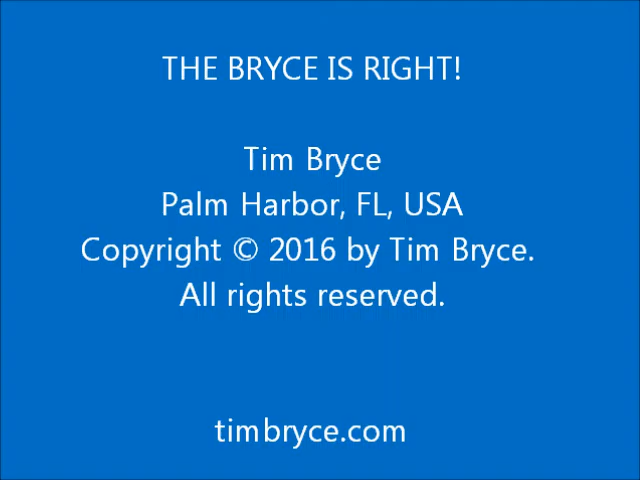 THE BRYCE IS RIGHT!
Tim Bryce
Palm Harbor, FL, USA
Copyright © 2016 by Tim Bryce.
All rights reserved.
timbryce.com